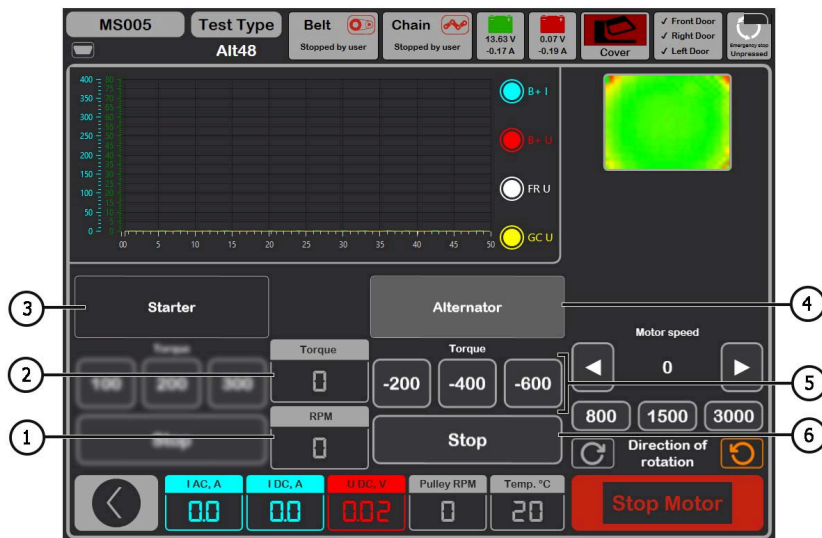 MS005
Test Type
Alt48
Belt
Stopped by user
Chain
Stopped by user
13.63 V
-0.17 A
0.07 V
-0.19 A
Cover
✓ Front Door
✓ Right Door
✓ Left Door
Emergency stop
Unpressed
400 80
350
300
250
200
150
100
50
0 0
00 5 10 15 20 25 30 35 40 45 50
B+ I
B+ U
FR U
GC U
3
Starter
Alternator
4
Torque
Torque
Torque
Motor speed
2
100 200 300
0
-200 -400 -600
◀ 0 ▶
5
800 1500 3000
1
Stop
RPM
0
Stop
6
Direction of
rotation
I AC, A
0.0
I DC, A
0.0
U DC, V
0.02
Pulley RPM
0
Temp. °C
20
Stop Motor